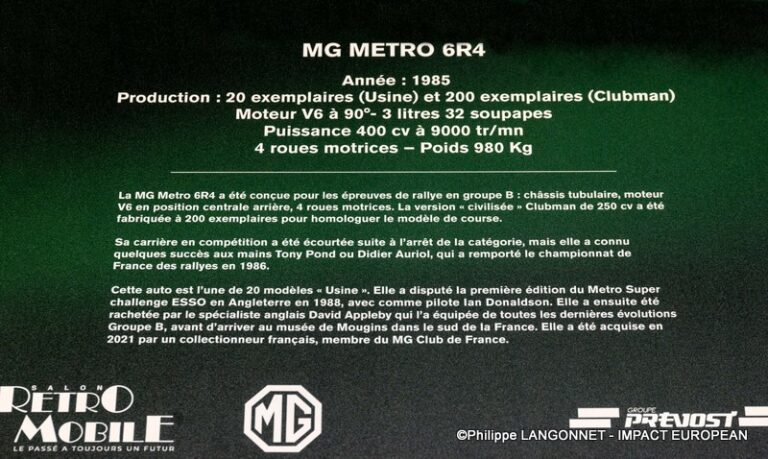 MG METRO 6R4
Année : 1985
Production : 20 exemplaires (Usine) et 200 exemplaires (Clubman)
Moteur V6 à 90°- 3 litres 32 soupapes
Puissance 400 cv à 9000 tr/mn
4 roues motrices – Poids 980 Kg
La MG Metro 6R4 a été conçue pour les épreuves de rallye en groupe B : châssis tubulaire, moteur
V6 en position centrale arrière, 4 roues motrices. La version « civilisée » Clubman de 250 cv a été
fabriquée à 200 exemplaires pour homologuer le modèle de course.
Sa carrière en compétition a été écourtée suite à l'arrêt de la catégorie, mais elle a connu
quelques succès aux mains Tony Pond ou Didier Auriol, qui a remporté le championnat de
France des rallyes en 1986.
Cette auto est l'une de 20 modèles « Usine ». Elle a disputé la première édition du Metro Super
challenge ESSO en Angleterre en 1988, avec comme pilote Ian Donaldson. Elle a ensuite été
rachetée par le spécialiste anglais David Appleby qui l'a équipée de toutes les dernières évolutions
Groupe B, avant d'arriver au musée de Mougins dans le sud de la France. Elle a été acquise en
2021 par un collectionneur français, membre du MG Club de France.
SALON
RETRO
MOBILE
LE PASSÉ A TOUJOURS UN FUTUR
MG
GROUPE
PREVOST
©Philippe LANGONNET - IMPACT EUROPEAN